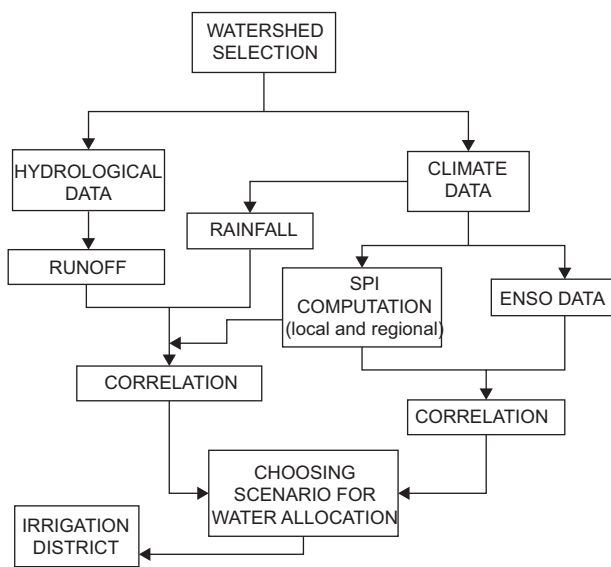 WATERSHED
SELECTION
HYDROLOGICAL
DATA
CLIMATE
DATA
RAINFALL
RUNOFF
SPI
COMPUTATION
(local and regional)
ENSO DATA
CORRELATION
CORRELATION
CHOOSING
SCENARIO FOR
WATER ALLOCATION
IRRIGATION
DISTRICT